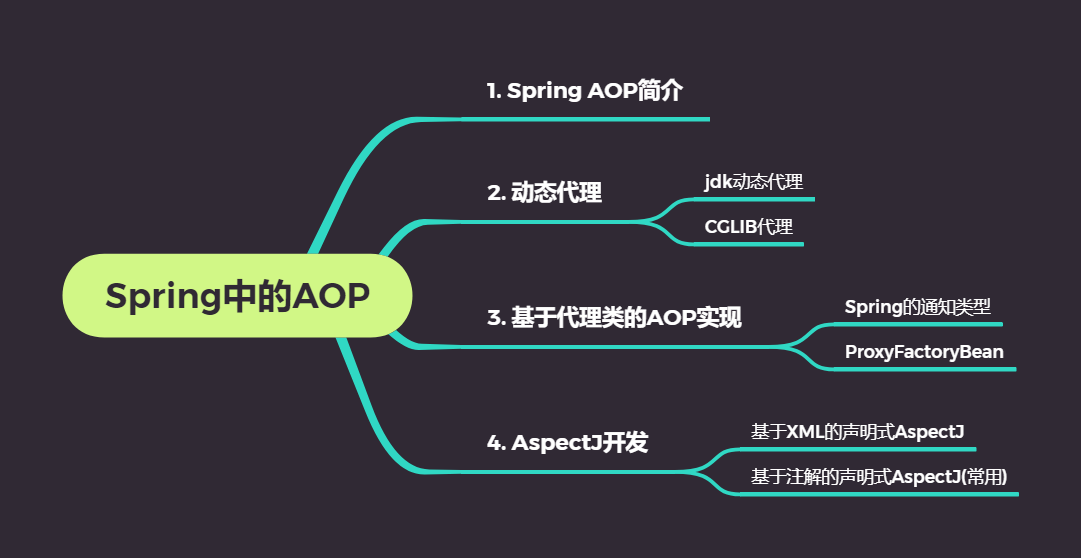 Spring中的AOP
1. Spring AOP简介
2. 动态代理
jdk动态代理
CGLIB代理
3. 基于代理类的AOP实现
Spring的通知类型
ProxyFactoryBean
4. AspectJ开发
基于XML的声明式AspectJ
基于注解的声明式AspectJ(常用)